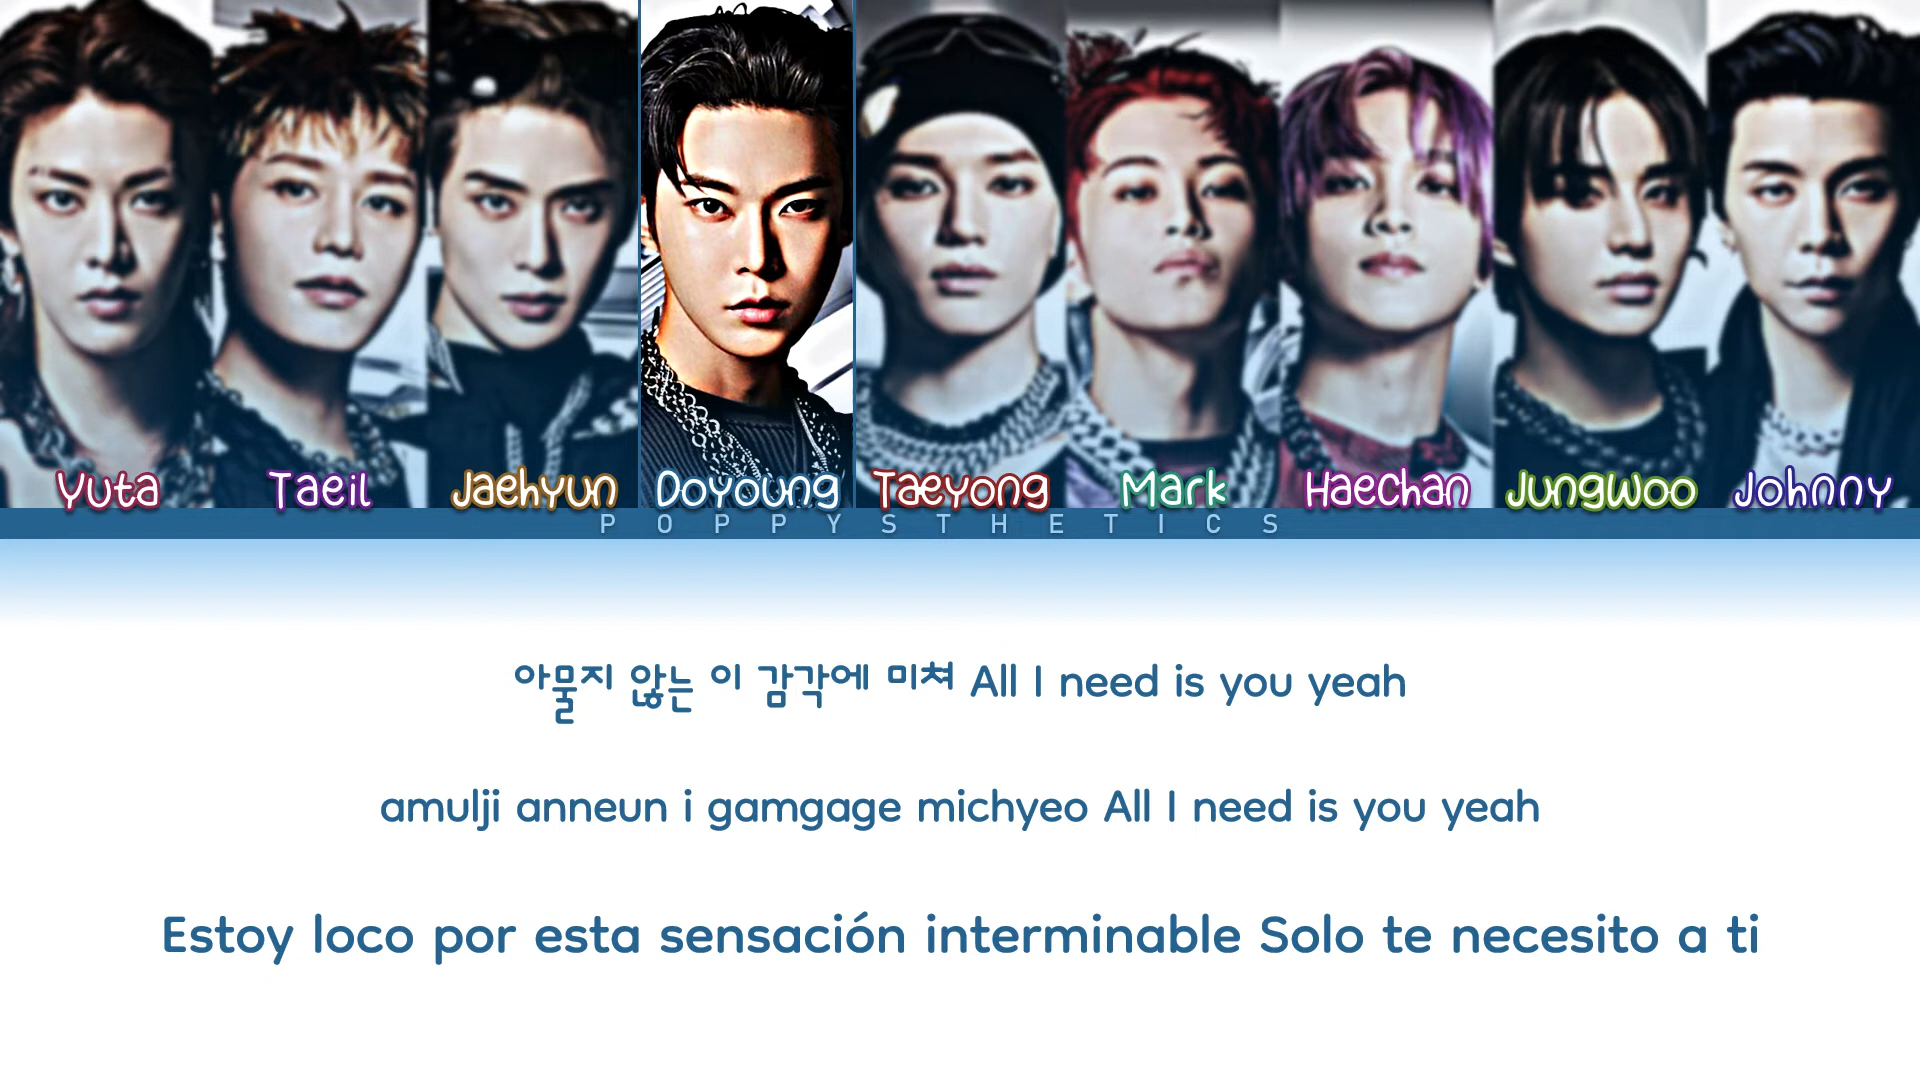 Yuta Taeil Jaehyun Doyoung Taeyong Mark Haechan Jungwoo Johnny
POPPYSTHETICS
아물지 않는 이 감각에 미쳐 All I need is you yeah
amulji anneun i gamgage michyeo All I need is you yeah
Estoy loco por esta sensación interminable Solo te necesito a ti